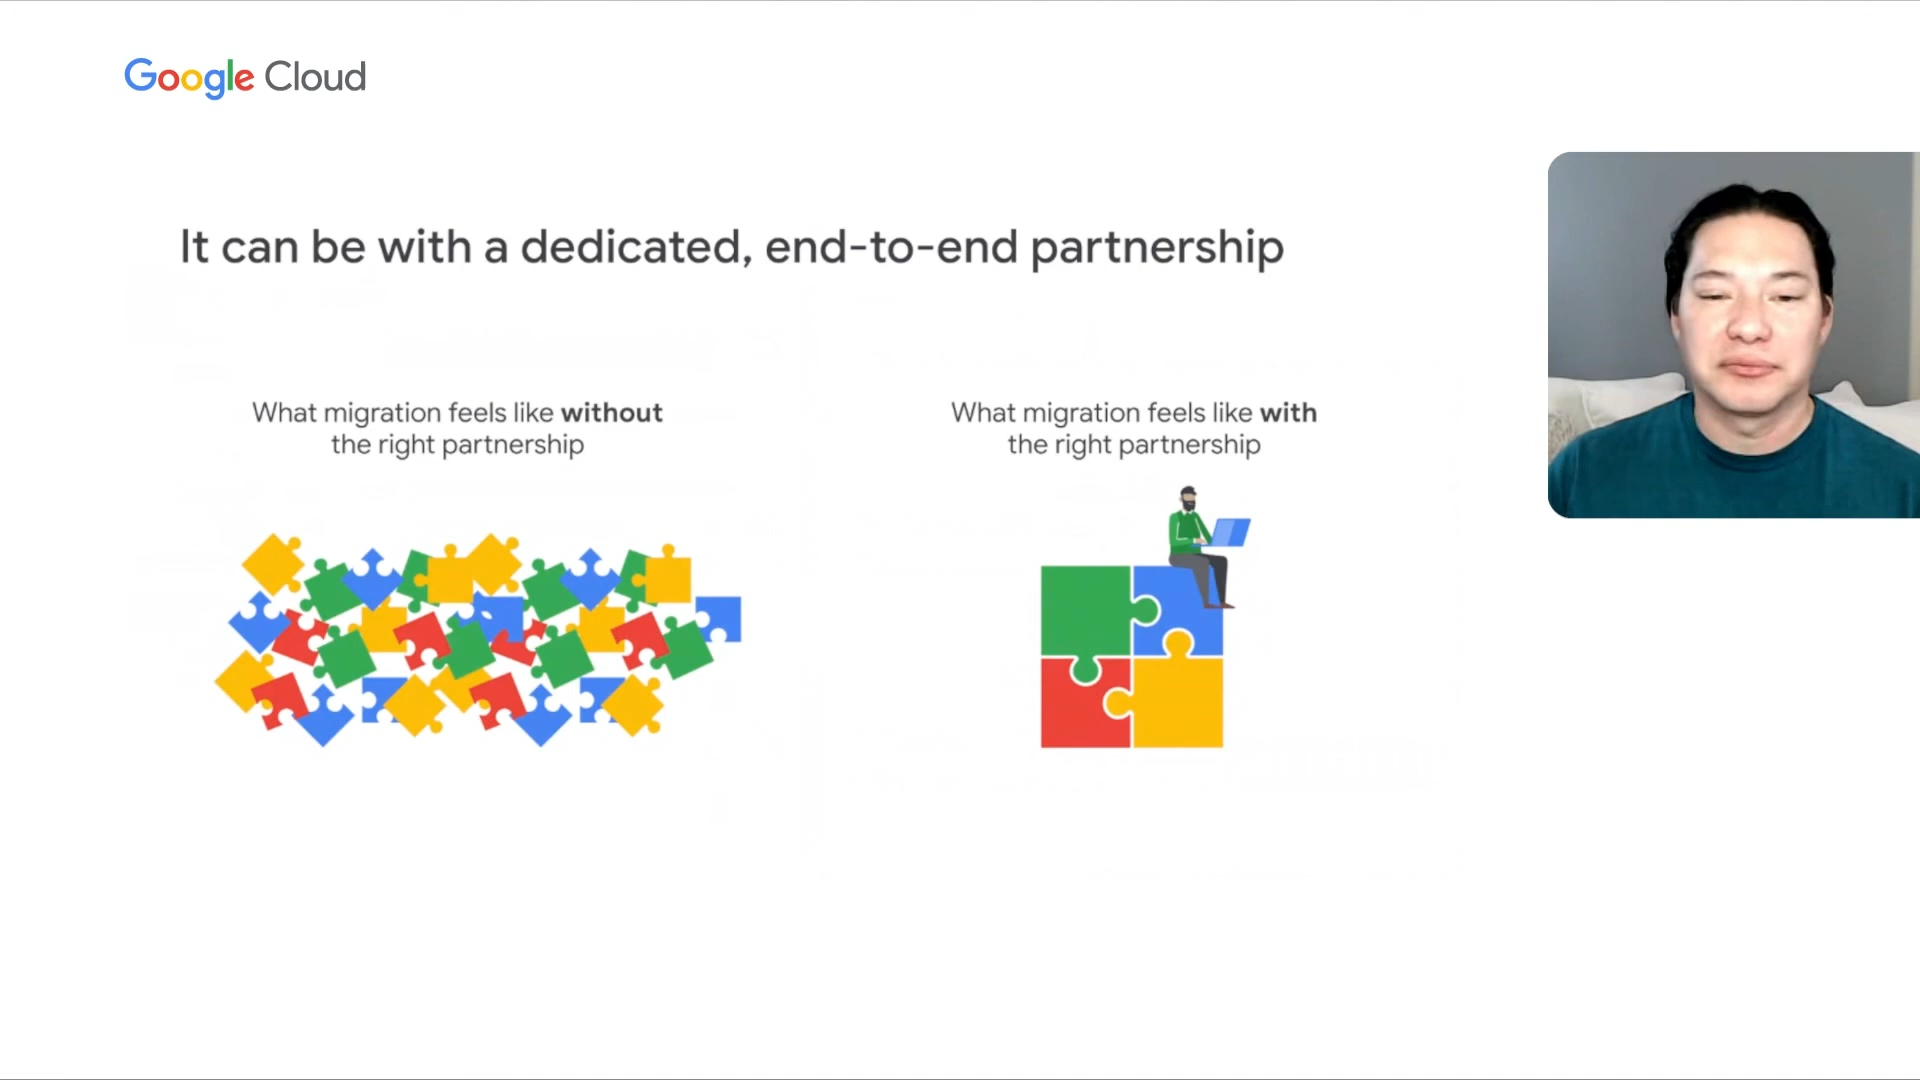 Google Cloud
It can be with a dedicated, end-to-end partnership
What migration feels like without
the right partnership
What migration feels like with
the right partnership